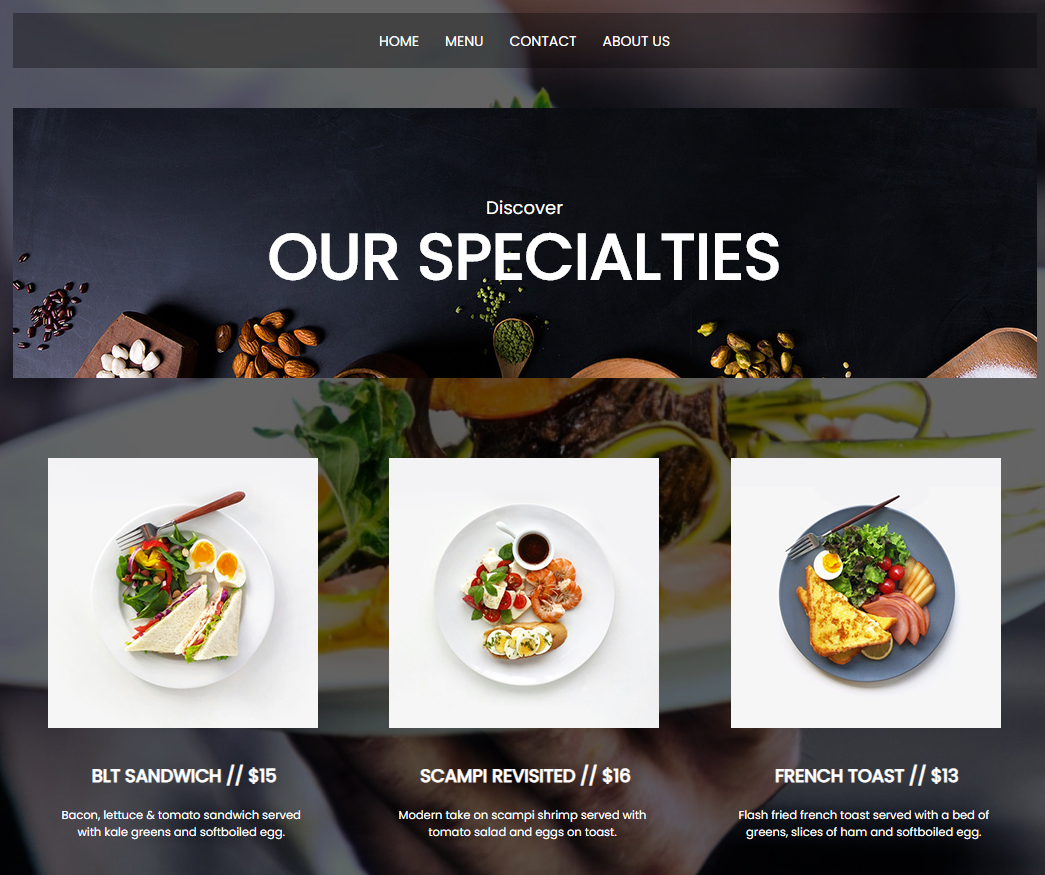 HOME MENU CONTACT ABOUT US
Discover
OUR SPECIALTIES
BLT SANDWICH // $15
Bacon, lettuce & tomato sandwich served
with kale greens and softboiled egg.
SCAMPI REVISITED // $16
Modern take on scampi shrimp served with
tomato salad and eggs on toast.
FRENCH TOAST // $13
Flash fried french toast served with a bed of
greens, slices of ham and softboiled egg.